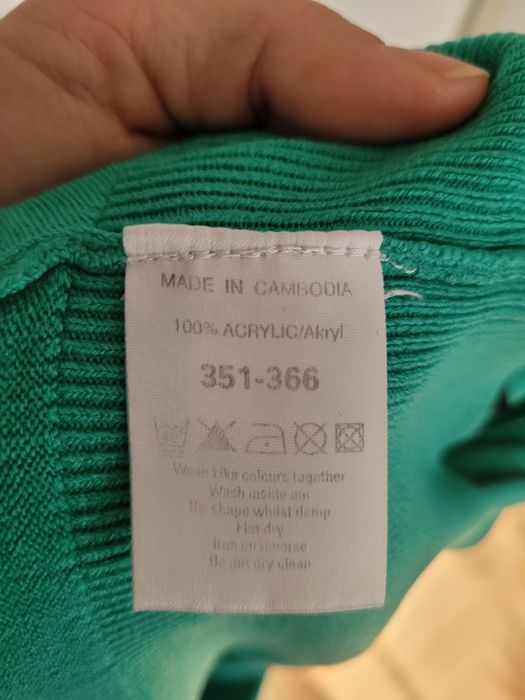 MADE IN CAMBODIA
100% ACRYLIC/Akryl
351-366
40
Wash Like colours together
Wash inside out
Re shape whilst damp
Flat dry
Iron on reverse
Do not dry clean